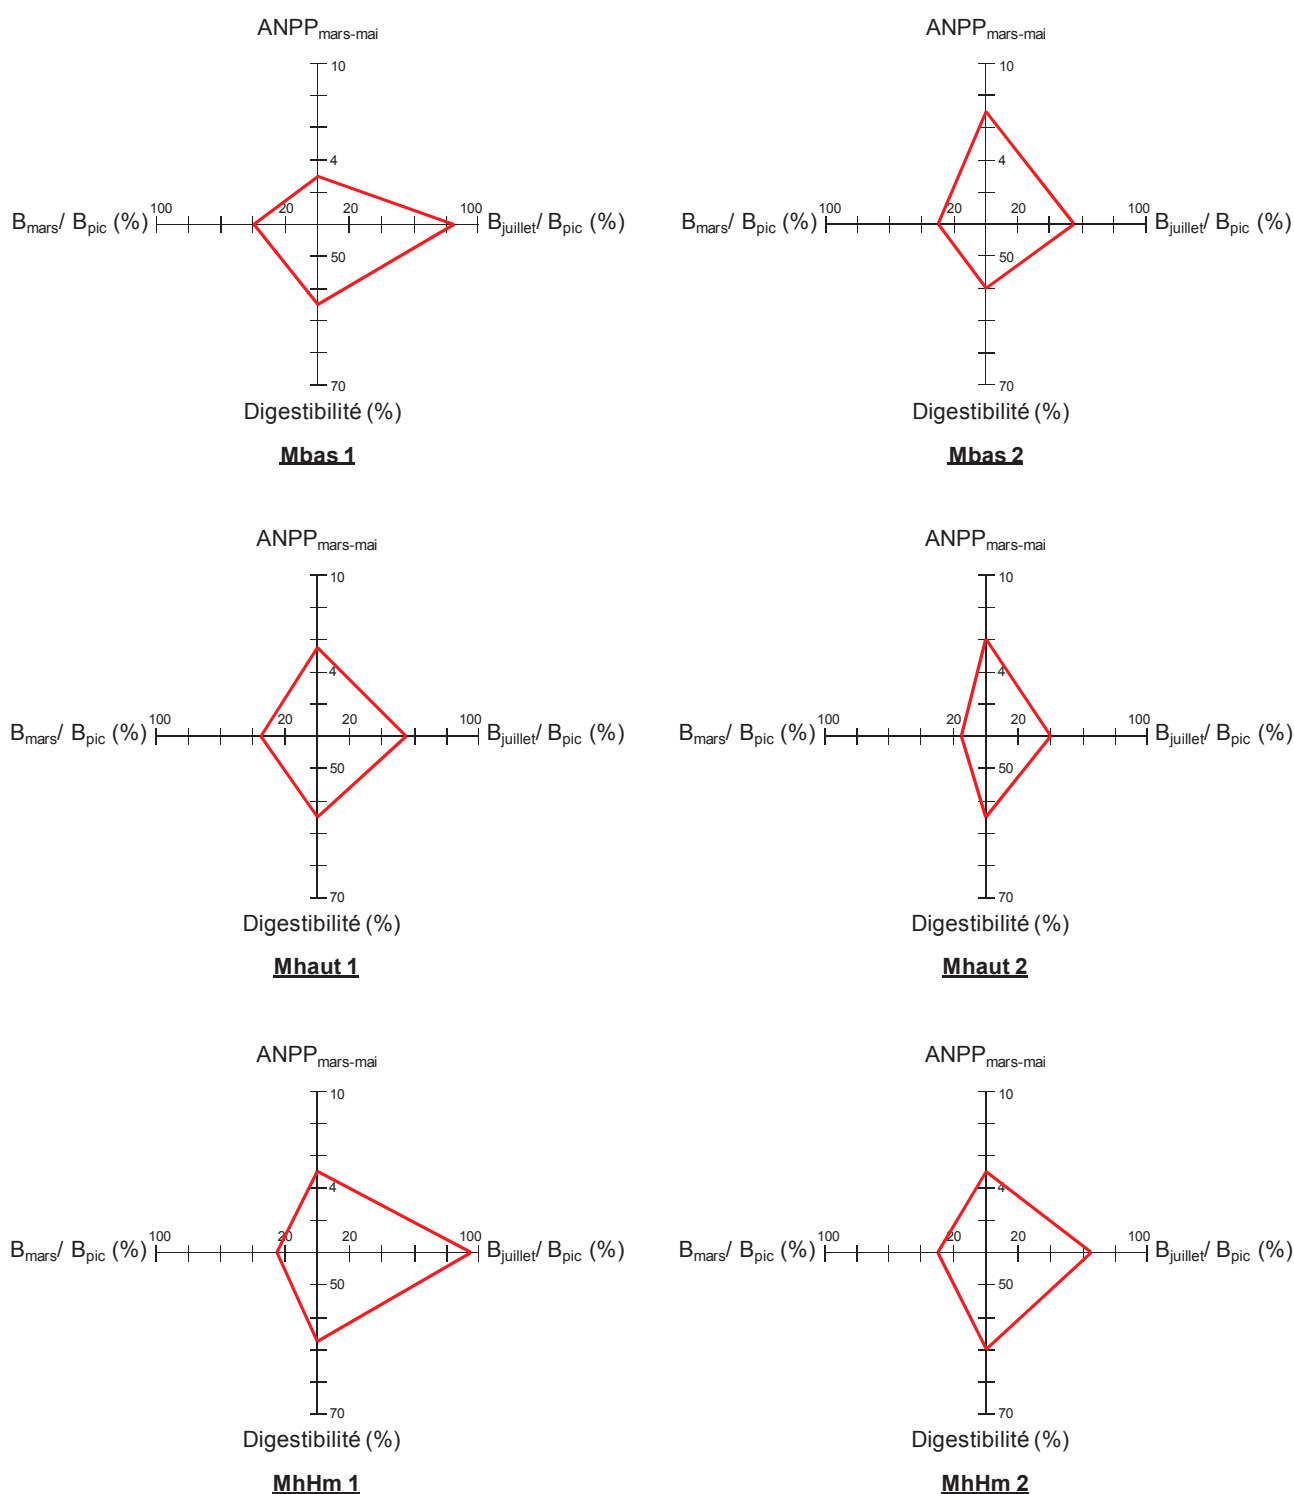 ANPPmars-mai
10
4
Bmars/ Bpic (%) 100 20 20 100 Bjuillet/ Bpic (%)
50
70
Digestibilité (%)
Mbas 1
ANPPmars-mai
10
4
Bmars/ Bpic (%) 100 20 20 100 Bjuillet/ Bpic (%)
50
70
Digestibilité (%)
Mbas 2
ANPPmars-mai
10
4
Bmars/ Bpic (%) 100 20 20 100 Bjuillet/ Bpic (%)
50
70
Digestibilité (%)
Mhaut 1
ANPPmars-mai
10
4
Bmars/ Bpic (%) 100 20 20 100 Bjuillet/ Bpic (%)
50
70
Digestibilité (%)
Mhaut 2
ANPPmars-mai
10
4
Bmars/ Bpic (%) 100 20 20 100 Bjuillet/ Bpic (%)
50
70
Digestibilité (%)
MhHm 1
ANPPmars-mai
10
4
Bmars/ Bpic (%) 100 20 20 100 Bjuillet/ Bpic (%)
50
70
Digestibilité (%)
MhHm 2